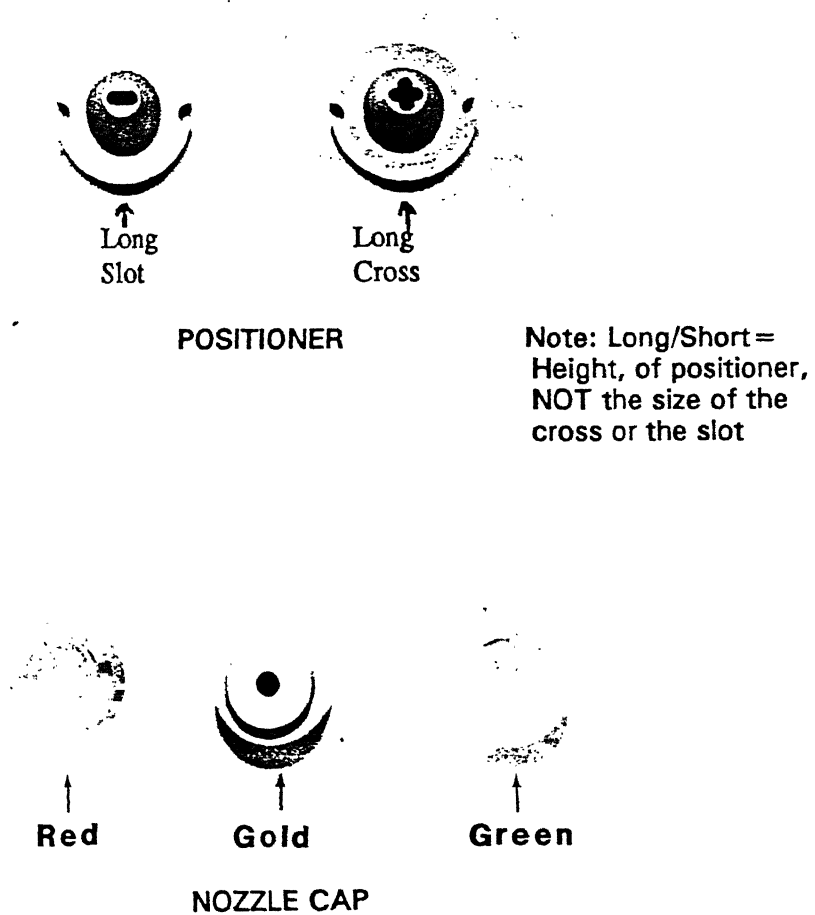 Long
Slot
Long
Cross
POSITIONER
Note: Long/Short=
Height, of positioner,
NOT the size of the
cross or the slot
Red
Gold
Green
NOZZLE CAP